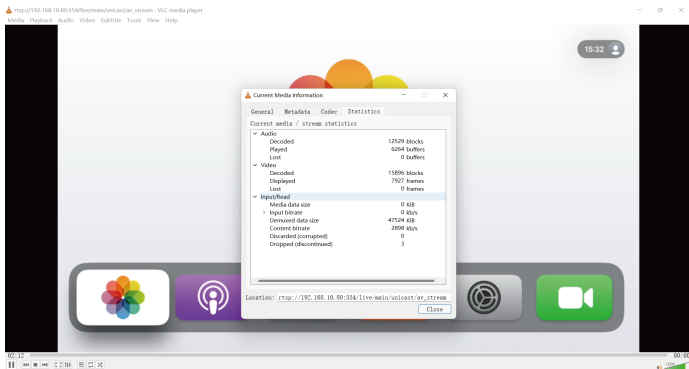 rtsp://192.168.10.80:554/live/main/unicast/av_stream - VLC media player
Media Playback Audio Video Subtitle Tools View Help
15:32
Current Media Information
General Metadata Codec Statistics
Current media / stream statistics
Audio
Decoded 12529 blocks
Played 6264 buffers
Lost 0 buffers
Video
Decoded 15896 blocks
Displayed 7927 frames
Lost 0 frames
Input/Read
Media data size 0 KiB
Input bitrate 0 kb/s
Demuxed data size 47524 KiB
Content bitrate 2898 kb/s
Discarded (corrupted) 0
Dropped (discontinued) 3
Location: rtsp://192.168.10.80:554/live/main/unicast/av_stream
Close
02:12 00:00
100%